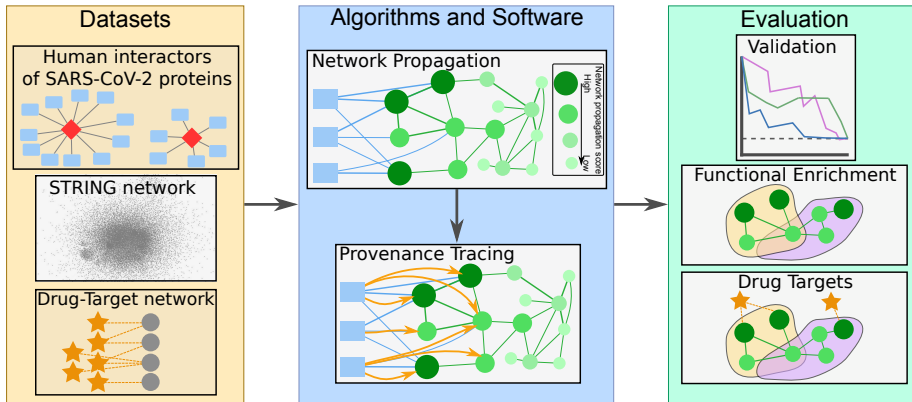 Datasets
Human interactors
of SARS-CoV-2 proteins
STRING network
Drug-Target network
Algorithms and Software
Network Propagation
Network propagation score
High
Low
Provenance Tracing
Evaluation
Validation
Functional Enrichment
Drug Targets